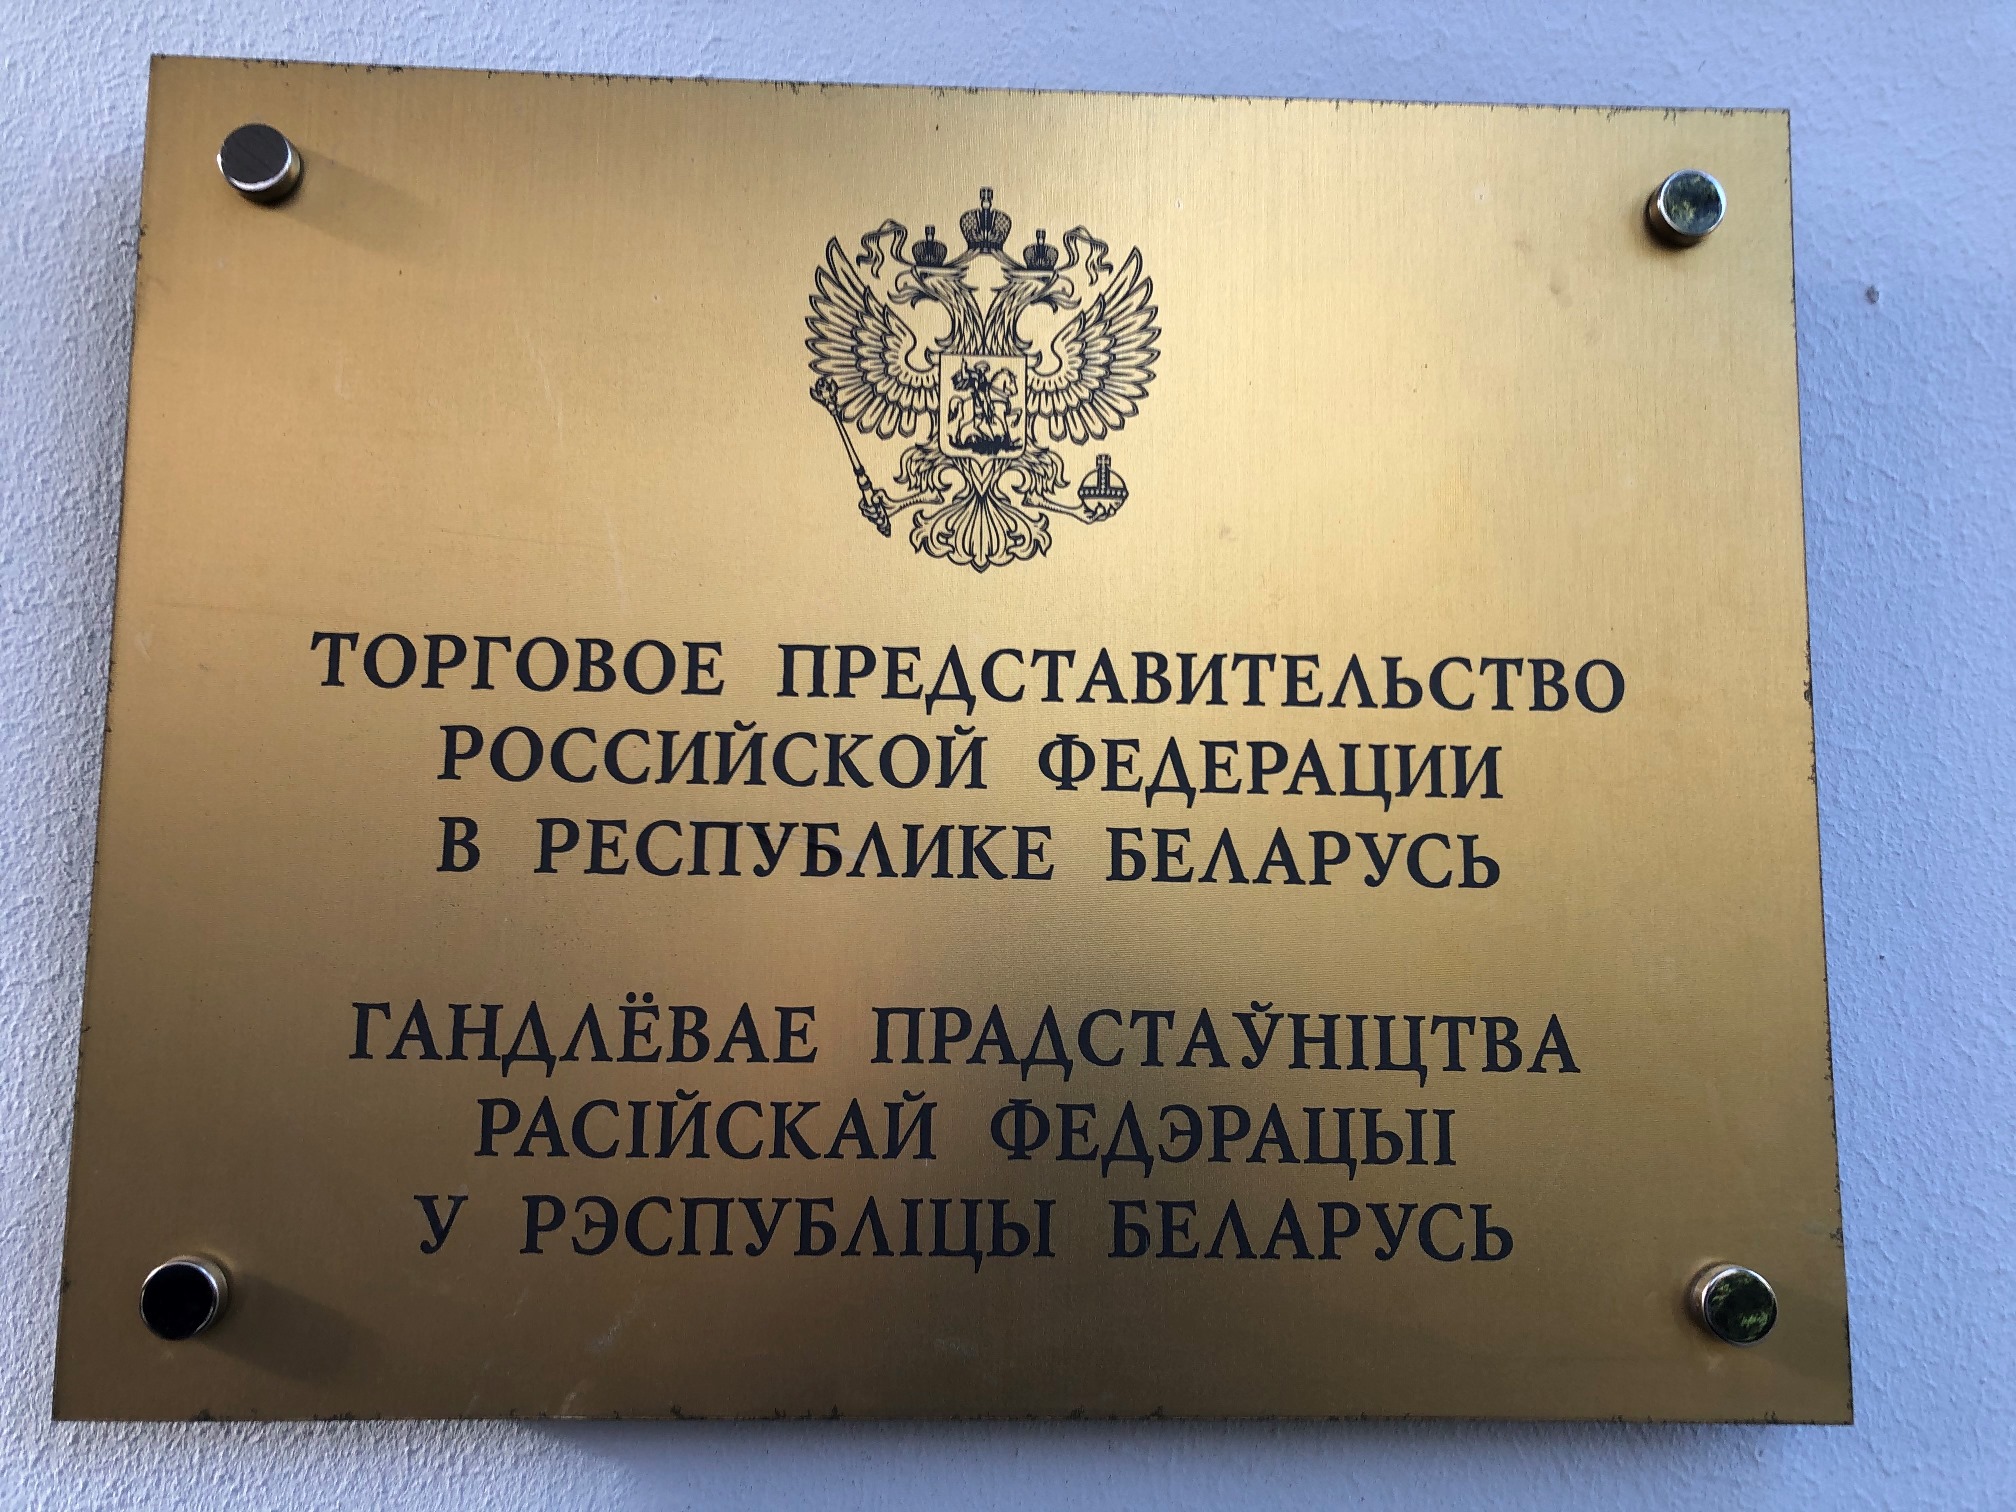 ТОРГОВОЕ ПРЕДСТАВИТЕЛЬСТВО
РОССИЙСКОЙ ФЕДЕРАЦИИ
В РЕСПУБЛИКЕ БЕЛАРУСЬ
ГАНДЛЁВАЕ ПРАДСТАЎНІЦТВА
РАСІЙСКАЙ ФЕДЭРАЦЫІ
У РЭСПУБЛІЦЫ БЕЛАРУСЬ